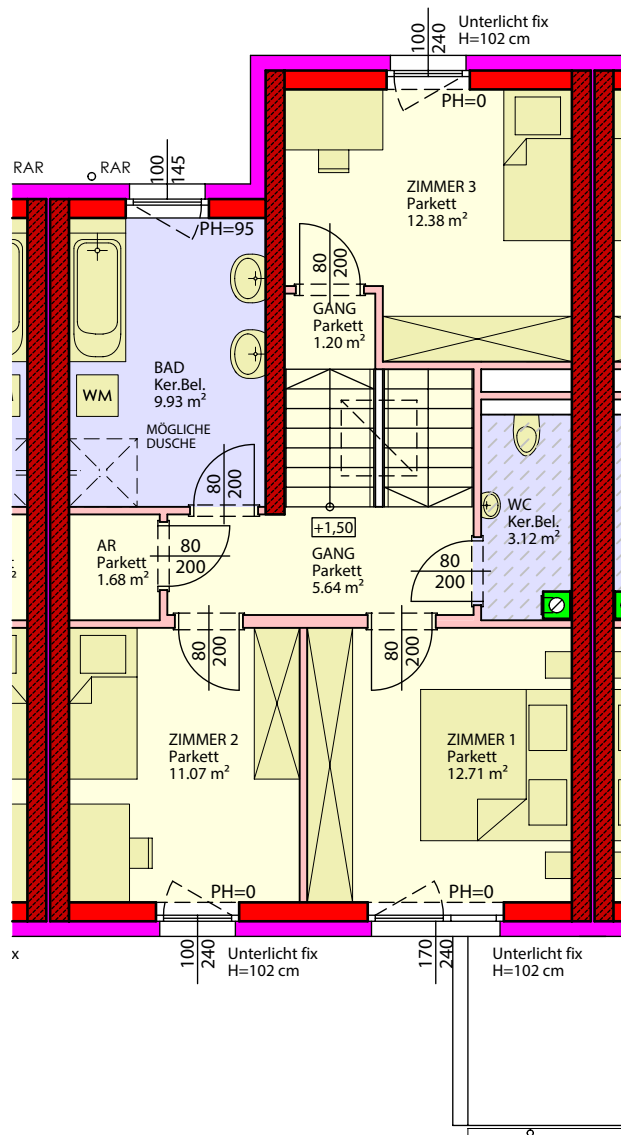 Unterlicht fix
H=102 cm
100
240
PH=0
RAR
RAR
100
145
PH=95
ZIMMER 3
Parkett
12.38 m²
80
200
GANG
Parkett
1.20 m²
BAD
Ker.Bel.
9.93 m²
WM
MÖGLICHE
DUSCHE
80
200
+1,50
WC
Ker.Bel.
3.12 m²
AR
Parkett
1.68 m²
80
200
GANG
Parkett
5.64 m²
80
200
80
200
80
200
ZIMMER 2
Parkett
11.07 m²
ZIMMER 1
Parkett
12.71 m²
PH=0
PH=0
x
100
240
Unterlicht fix
H=102 cm
170
240
Unterlicht fix
H=102 cm